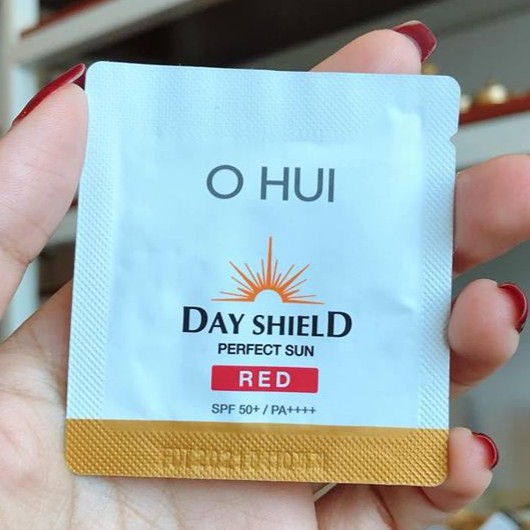 O HUI
DAY SHIELD
PERFECT SUN
RED
SPF 50+ / PA++++